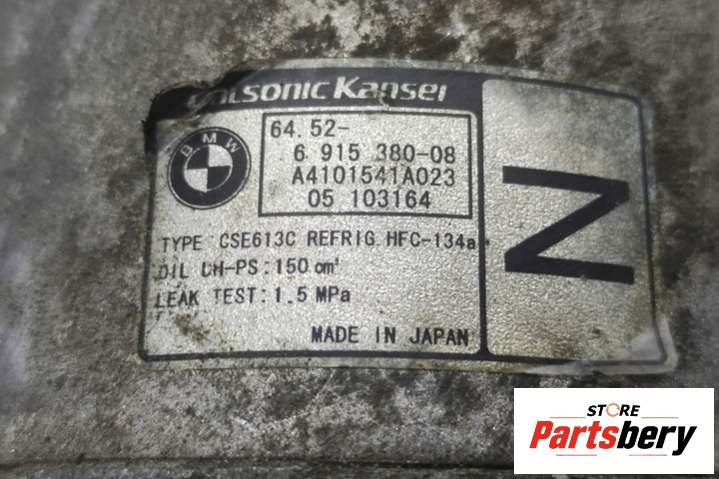 Calsonic Kansei
BMW
64.52-
6 915 380-08
A4101541A023
05 103164
N
TYPE CSE613C REFRIG. HFC-134a
OIL DH-PS:150 cm³
LEAK TEST:1.5 MPa
MADE IN JAPAN
STORE
Partsbery